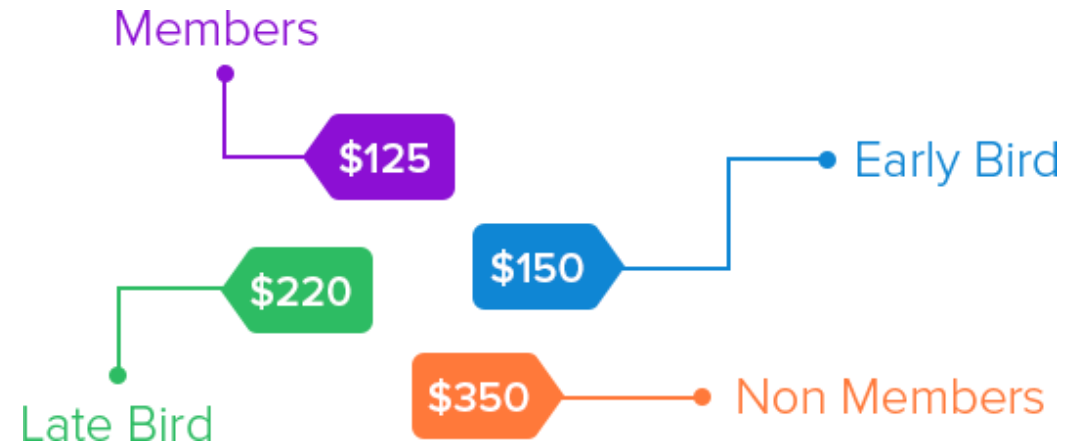 Members
$125
Early Bird
$150
$220
$350
Non Members
Late Bird